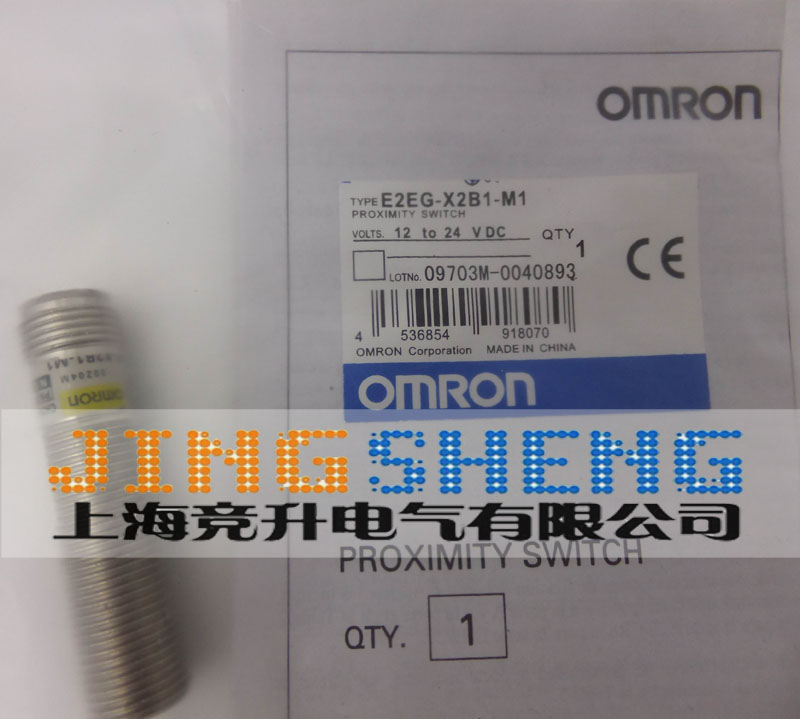 OMRON
TYPE E2EG-X2B1-M1
PROXIMITY SWITCH
VOLTS. 12 to 24 V DC QTY 1
LOTNo. 09703M-0040893
4 536854 918070
OMRON Corporation MADE IN CHINA
CE
OMRON
OMRON
JINGSHENG
上海竞升电气有限公司
PROXIMITY SWITCH
QTY. 1